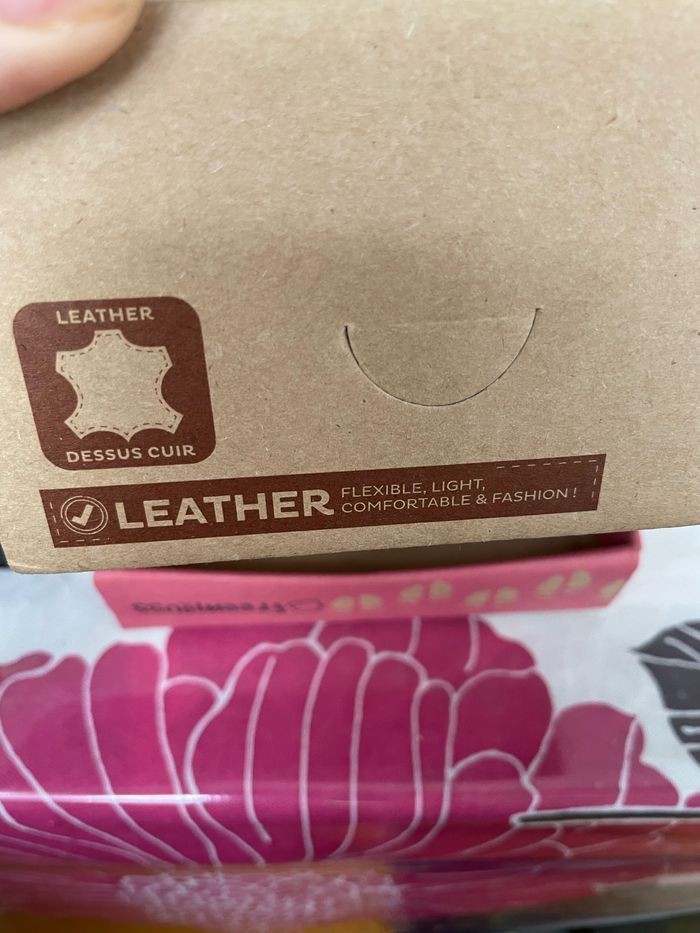 LEATHER
DESSUS CUIR
LEATHER
FLEXIBLE, LIGHT,
COMFORTABLE & FASHION!